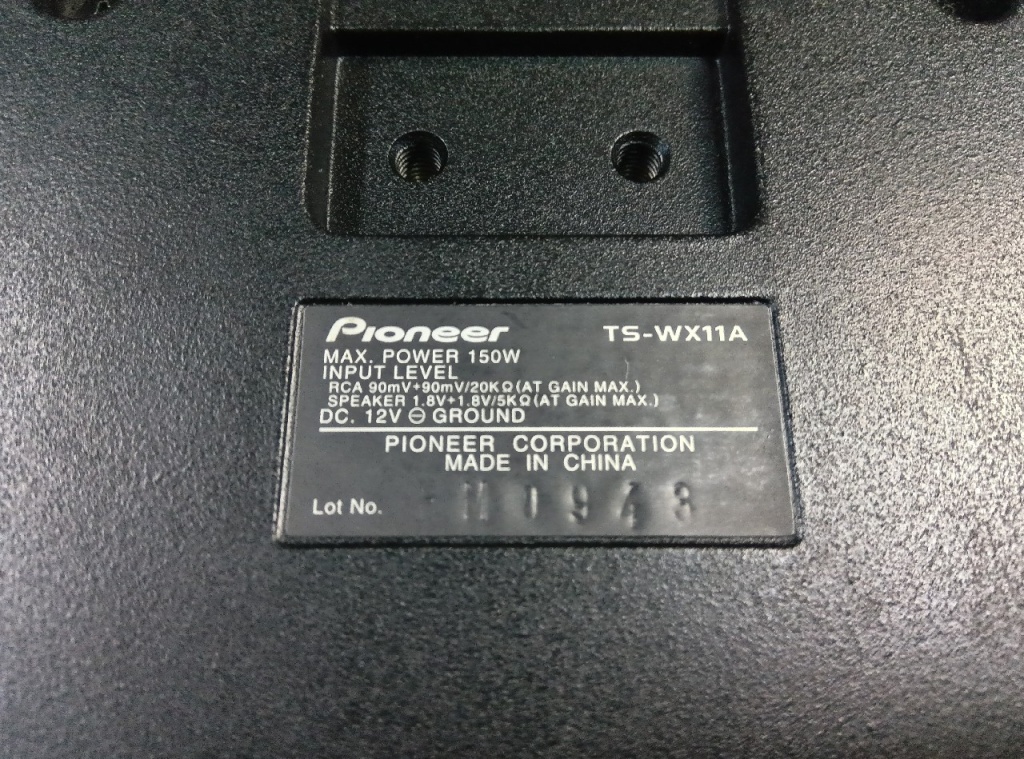 Pioneer TS-WX11A
MAX. POWER 150W
INPUT LEVEL
RCA 90mV+90mV/20KΩ(AT GAIN MAX.)
SPEAKER 1.8V+1.8V/5KΩ(AT GAIN MAX.)
DC. 12V ⊖ GROUND
PIONEER CORPORATION
MADE IN CHINA
Lot No.